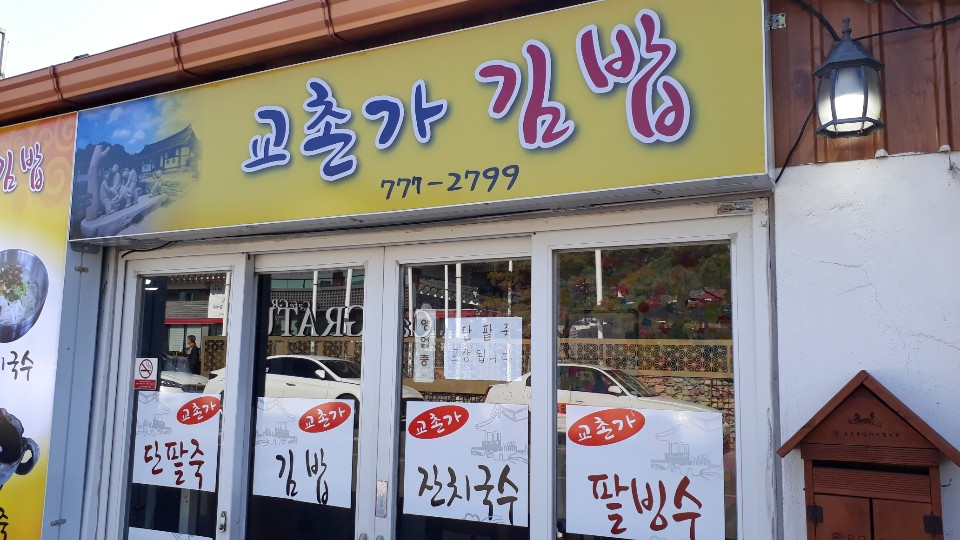 교촌가 김밥
777-2799
김밥
국수
GRATI
영업중
단팥죽
포장됩니다
교촌가
단팥죽
교촌가
김밥
교촌가
잔치국수
교촌가
팥빙수